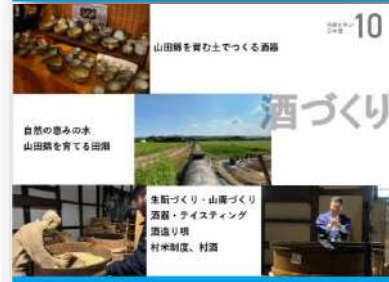 山田錦を育む土でつくる酒器
10
酒づくり
自然の恵みの水
山田錦を育てる田畑
生酛づくり・山廃づくり
酒器・テイスティング
酒造り唄
村米制度、村酒